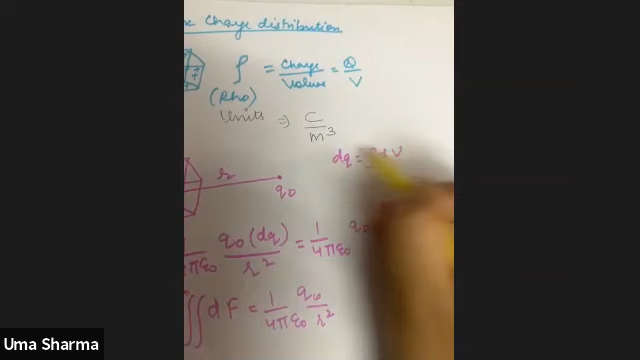 Charge distribution
ρ = Charge / Volume = Q / V
(Rho)
Units ⇒ C / m³
dq = ρdV
r
q₀
q₀(dq) / r² = 1 / 4πε₀ q₀
∫∫ dF = 1 / 4πε₀ q₀ / r²
Uma Sharma